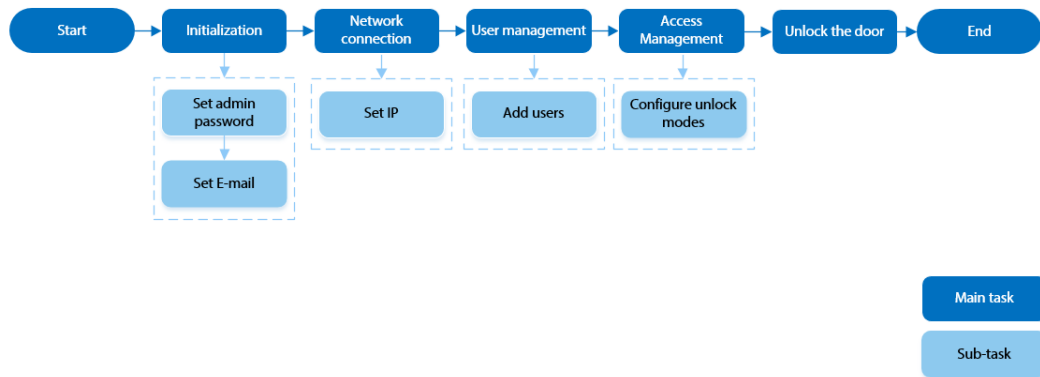 Start
Initialization
Network
connection
User management
Access
Management
Unlock the door
End
Set admin
password
Set IP
Add users
Configure unlock
modes
Set E-mail
Main task
Sub-task